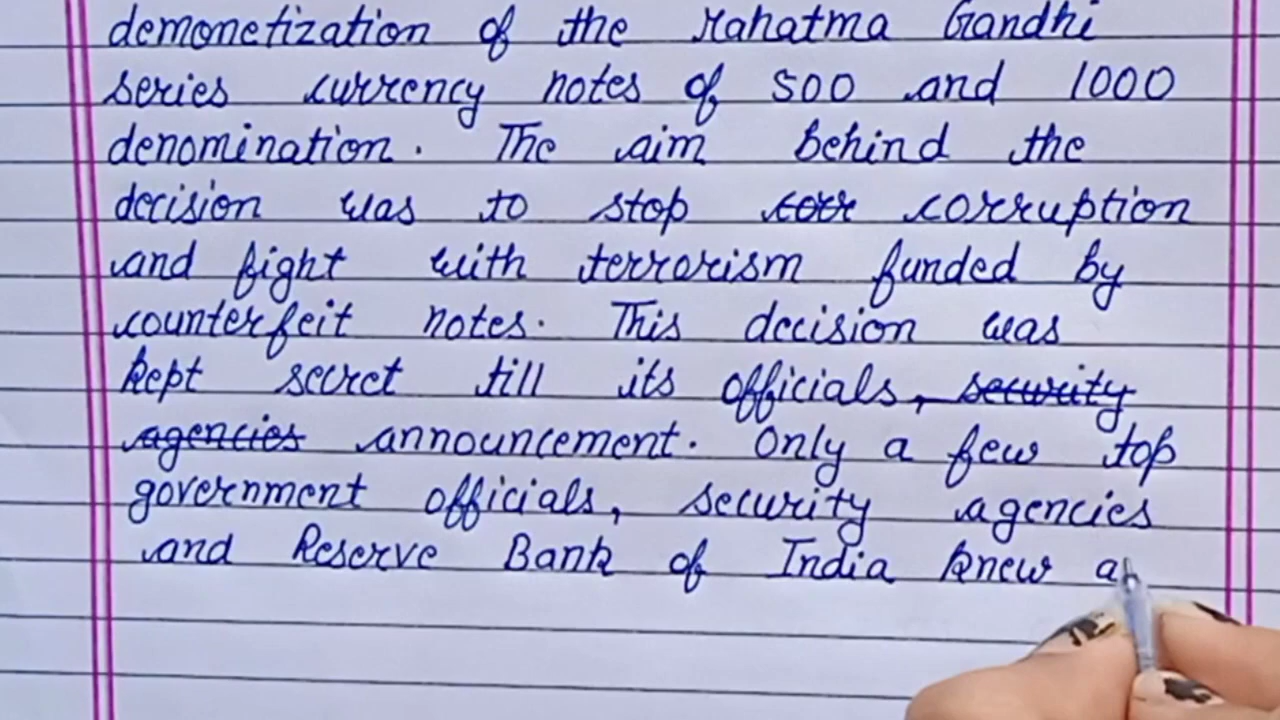 demonetization of the Mahatma Gandhi
series currency notes of 500 and 1000
denomination. The aim behind the
decision was to stop corr corruption
and fight with terrorism funded by
counterfeit notes. This decision was
kept secret till its officials, security
agencies announcement. Only a few top
government officials, security agencies
and Reserve Bank of India knew a